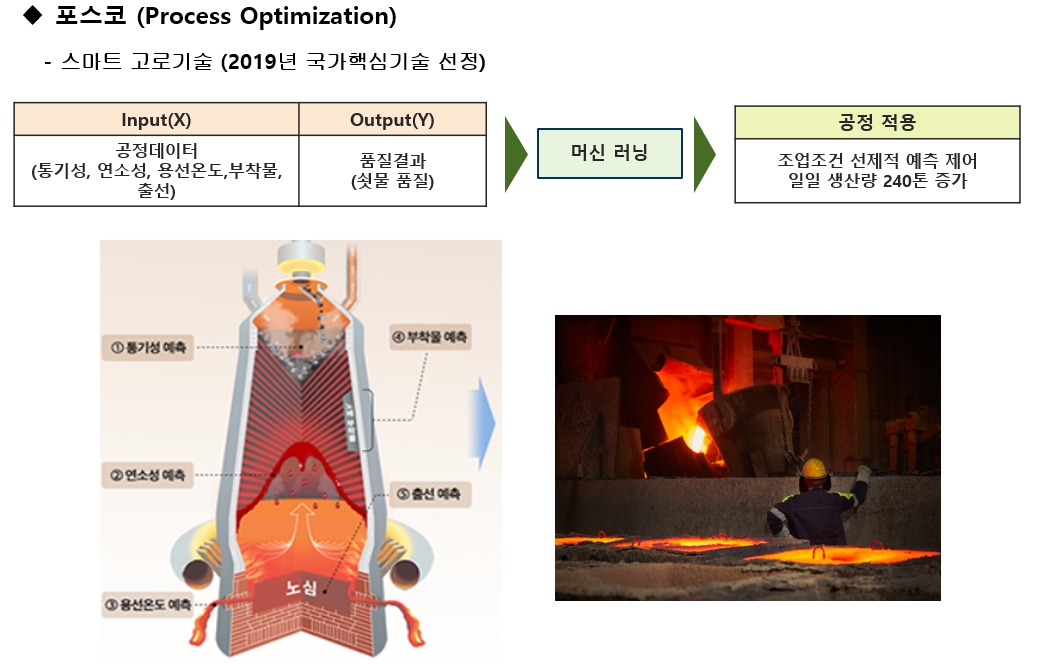 ◆ 포스코 (Process Optimization)
- 스마트 고로기술 (2019년 국가핵심기술 선정)
Input(X)
Output(Y)
공정데이터
(통기성, 연소성, 용선온도,부착물,
출선)
품질결과
(쇳물 품질)
머신 러닝
공정 적용
조업조건 선제적 예측 제어
일일 생산량 240톤 증가
① 통기성 예측
④ 부착물 예측
② 연소성 예측
⑤ 출선 예측
노심
③ 용선온도 예측